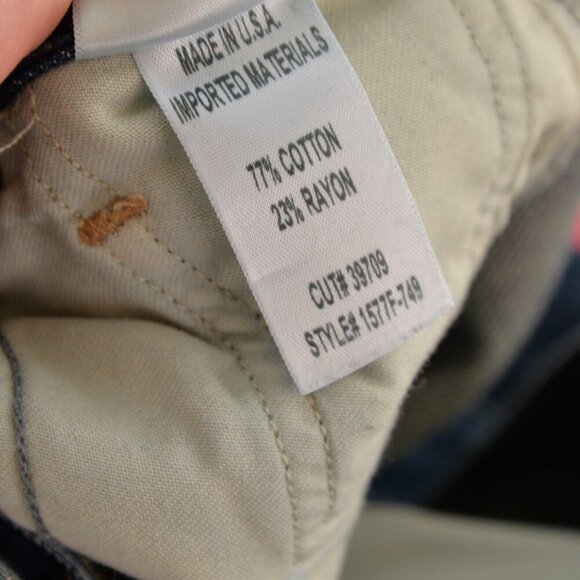 MADE IN U.S.A.
IMPORTED MATERIALS
77% COTTON
23% RAYON
CUT# 39709
STYLE# 1577F-749